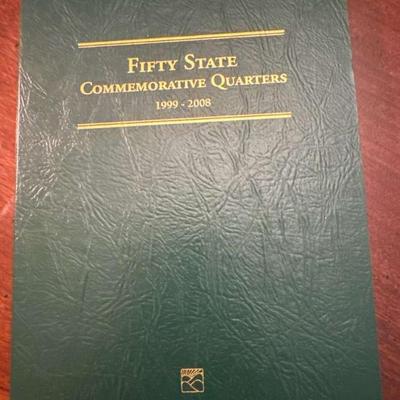 FIFTY STATE
COMMEMORATIVE QUARTERS
1999 - 2008